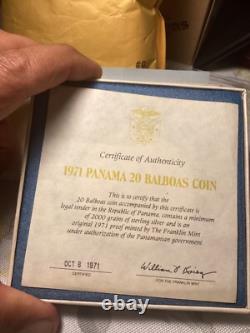 Certificate of Authenticity
1971 PANAMA 20 BALBOAS COIN
This is to certify that the
20 Balboas coin accompanied by this certificate is
legal tender in the Republic of Panama, contains a minimum
of 2000 grains of sterling silver and is an
original 1971 proof minted by The Franklin Mint
under authorization of the Panamanian government
OCT 8 1971
CERTIFIED
FOR THE FRANKLIN MINT